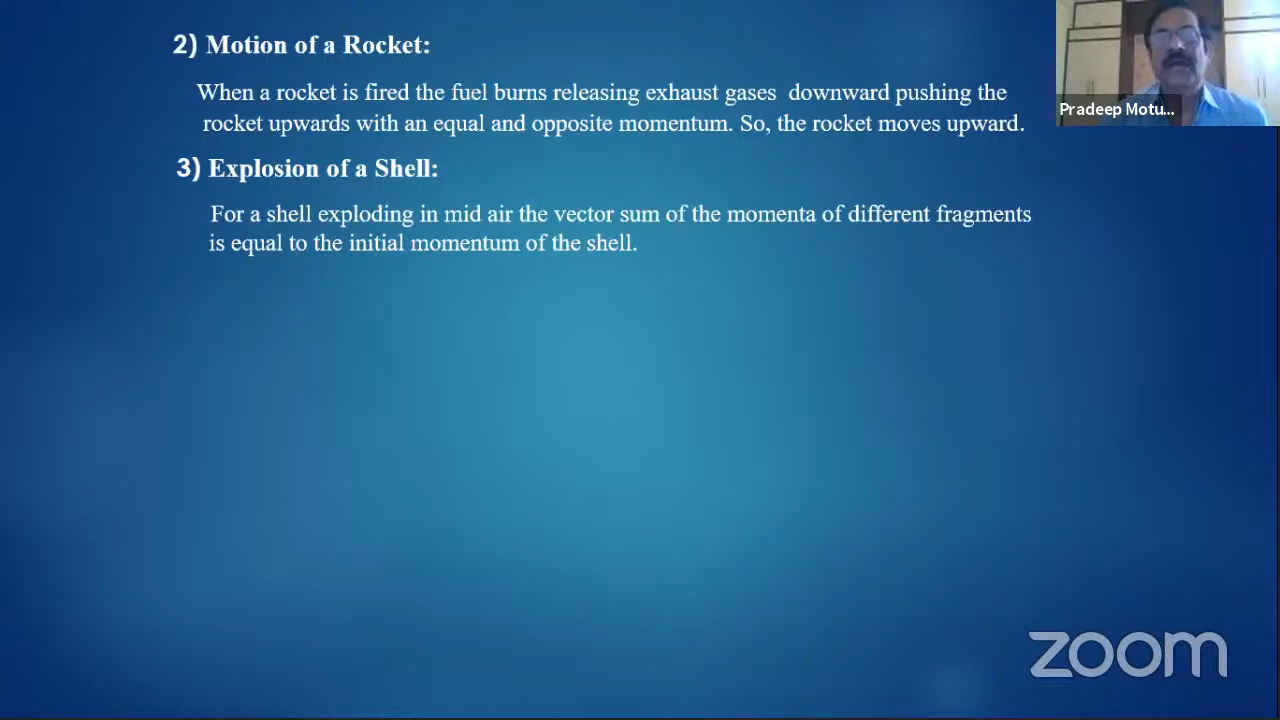 2) Motion of a Rocket:
When a rocket is fired the fuel burns releasing exhaust gases downward pushing the
rocket upwards with an equal and opposite momentum. So, the rocket moves upward.
3) Explosion of a Shell:
For a shell exploding in mid air the vector sum of the momenta of different fragments
is equal to the initial momentum of the shell.
Pradeep Motu...
zoom